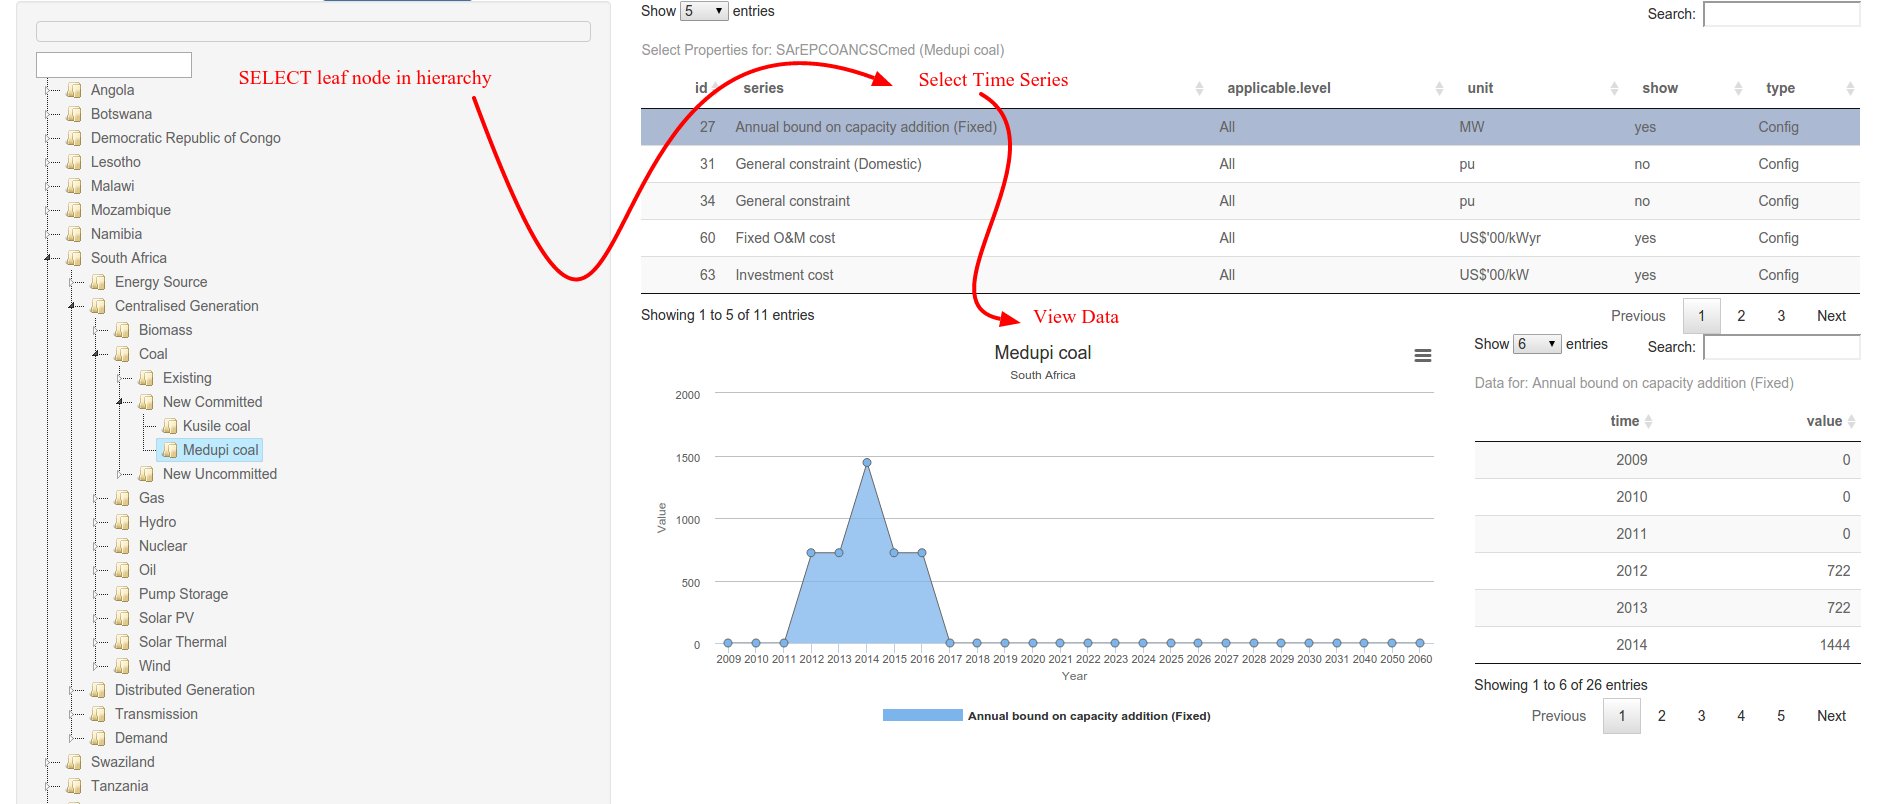 SELECT leaf node in hierarchy
Angola
Botswana
Democratic Republic of Congo
Lesotho
Malawi
Mozambique
Namibia
South Africa
Energy Source
Centralised Generation
Biomass
Coal
Existing
New Committed
Kusile coal
Medupi coal
New Uncommitted
Gas
Hydro
Nuclear
Oil
Pump Storage
Solar PV
Solar Thermal
Wind
Distributed Generation
Transmission
Demand
Swaziland
Tanzania
Show 5 entries Search:
Select Properties for: SArEPCOANCSCmed (Medupi coal)
Select Time Series
id series applicable.level unit show type
27 Annual bound on capacity addition (Fixed) All MW yes Config
31 General constraint (Domestic) All pu no Config
34 General constraint All pu no Config
60 Fixed O&M cost All US$'00/kWyr yes Config
63 Investment cost All US$'00/kW yes Config
Showing 1 to 5 of 11 entries
Previous 1 2 3 Next
View Data
Medupi coal
South Africa
2000
1500
1000
500
0
Value
2009 2010 2011 2012 2013 2014 2015 2016 2017 2018 2019 2020 2021 2022 2023 2024 2025 2026 2027 2028 2029 2030 2031 2040 2050 2060
Year
Annual bound on capacity addition (Fixed)
Show 6 entries Search:
Data for: Annual bound on capacity addition (Fixed)
time value
2009 0
2010 0
2011 0
2012 722
2013 722
2014 1444
Showing 1 to 6 of 26 entries
Previous 1 2 3 4 5 Next